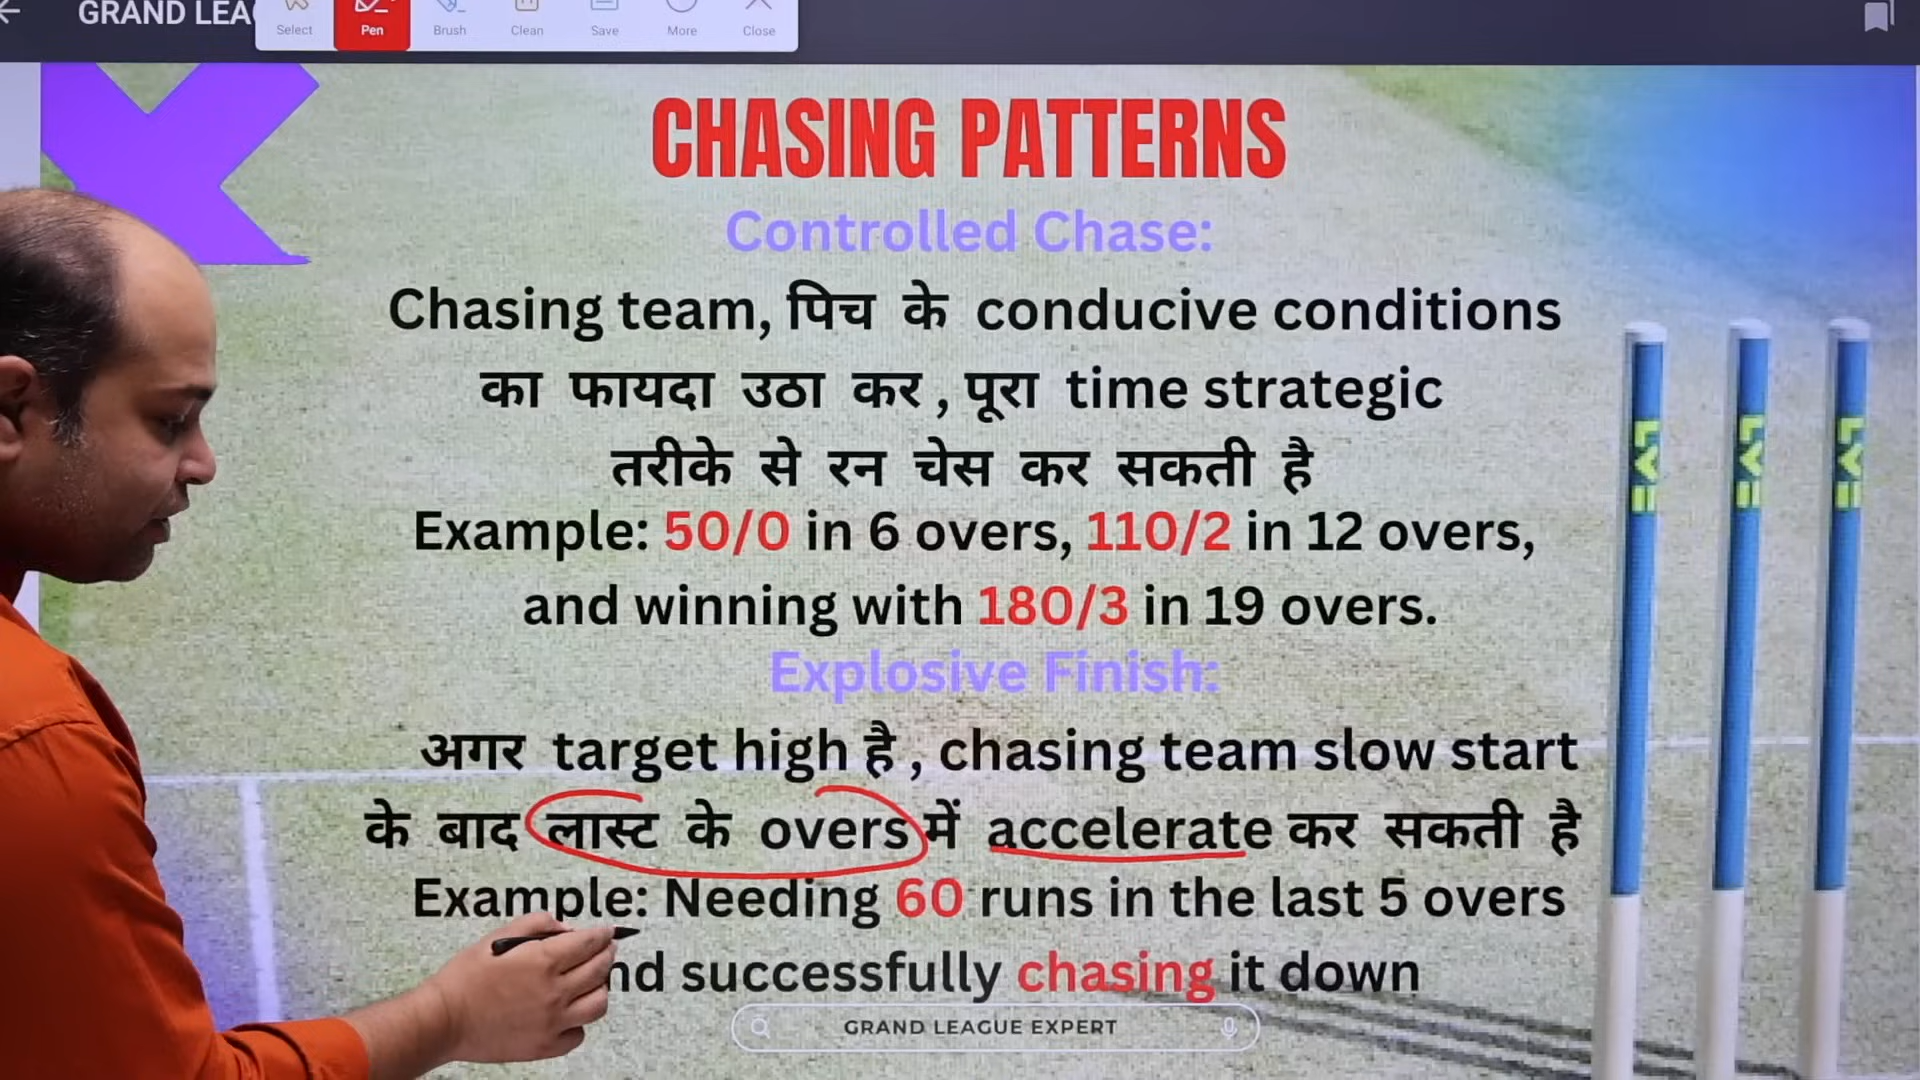 GRAND LEA
Select Pen Brush Clean Save More Close
CHASING PATTERNS
Controlled Chase:
Chasing team, पिच के conducive conditions
का फायदा उठा कर, पूरा time strategic
तरीके से रन चेस कर सकती है
Example: 50/0 in 6 overs, 110/2 in 12 overs,
and winning with 180/3 in 19 overs.
Explosive Finish:
अगर target high है, chasing team slow start
के बाद लास्ट के overs में accelerate कर सकती है
Example: Needing 60 runs in the last 5 overs
nd successfully chasing it down
GRAND LEAGUE EXPERT
LV=
LV=
LV=